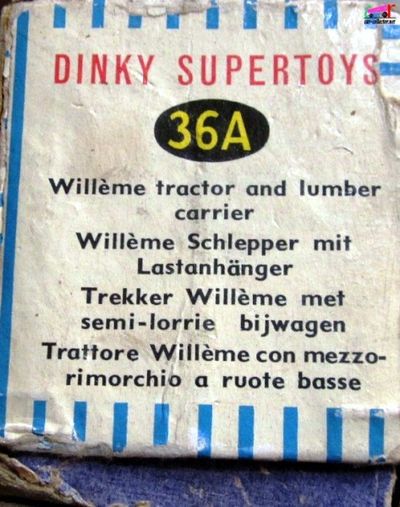 DINKY SUPERTOYS
36A
Willème tractor and lumber
carrier
Willème Schlepper mit
Lastanhänger
Trekker Willème met
semi-lorrie bijwagen
Trattore Willème con mezzo-
rimorchio a ruote basse